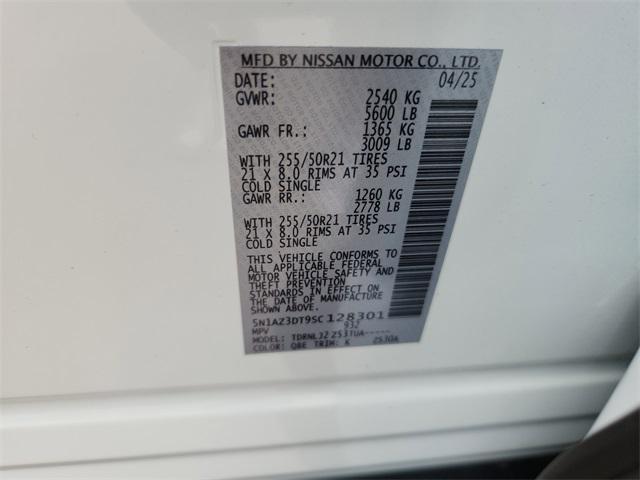 MFD BY NISSAN MOTOR CO., LTD.
DATE: 04/25
GVWR: 2540 KG
5600 LB
GAWR FR.: 1365 KG
3009 LB
WITH 255/50R21 TIRES
21 x 8.0 RIMS AT 35 PSI
COLD SINGLE
GAWR RR.: 1260 KG
2778 LB
WITH 255/50R21 TIRES
21 x 8.0 RIMS AT 35 PSI
COLD SINGLE
THIS VEHICLE CONFORMS TO
ALL APPLICABLE FEDERAL
MOTOR VEHICLE SAFETY AND
THEFT PREVENTION
STANDARDS IN EFFECT ON
THE DATE OF MANUFACTURE
5N1AZ3DT9SC128301
MPV 932
MODEL: TDRNLJ2
COLOR: QBE TRIM: K